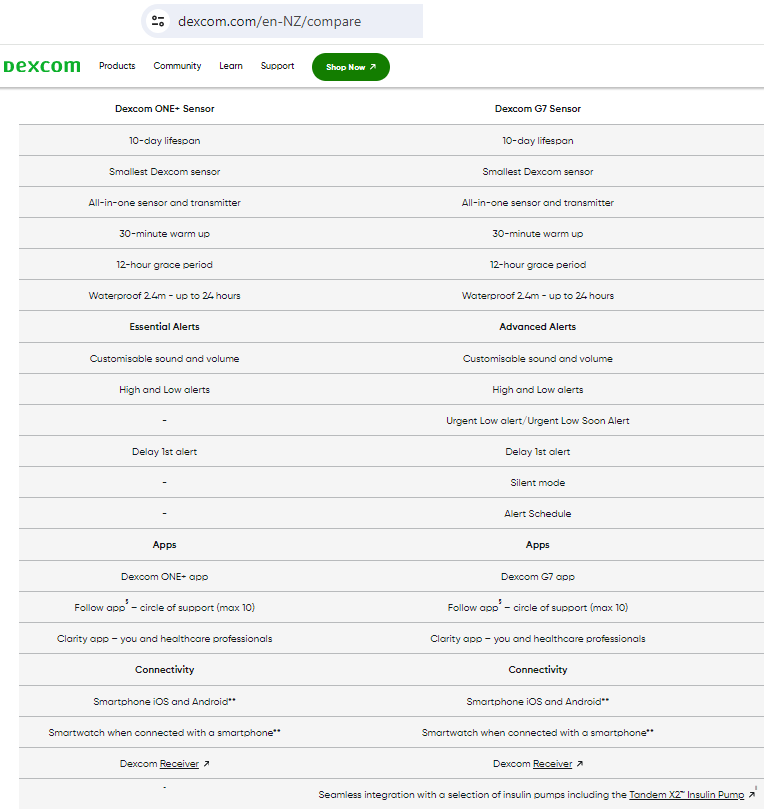 dexcom.com/en-NZ/compare
Dexcom Products Community Learn Support Shop Now ↗
Dexcom ONE+ Sensor Dexcom G7 Sensor
10-day lifespan 10-day lifespan
Smallest Dexcom sensor Smallest Dexcom sensor
All-in-one sensor and transmitter All-in-one sensor and transmitter
30-minute warm up 30-minute warm up
12-hour grace period 12-hour grace period
Waterproof 2.4m - up to 24 hours Waterproof 2.4m - up to 24 hours
Essential Alerts Advanced Alerts
Customisable sound and volume Customisable sound and volume
High and Low alerts High and Low alerts
- Urgent Low alert/Urgent Low Soon Alert
Delay 1st alert Delay 1st alert
- Silent mode
- Alert Schedule
Apps Apps
Dexcom ONE+ app Dexcom G7 app
Follow app§ – circle of support (max 10) Follow app§ – circle of support (max 10)
Clarity app – you and healthcare professionals Clarity app – you and healthcare professionals
Connectivity Connectivity
Smartphone iOS and Android** Smartphone iOS and Android**
Smartwatch when connected with a smartphone** Smartwatch when connected with a smartphone**
Dexcom Receiver ↗ Dexcom Receiver ↗
- Seamless integration with a selection of insulin pumps including the Tandem X2™ Insulin Pump ↗